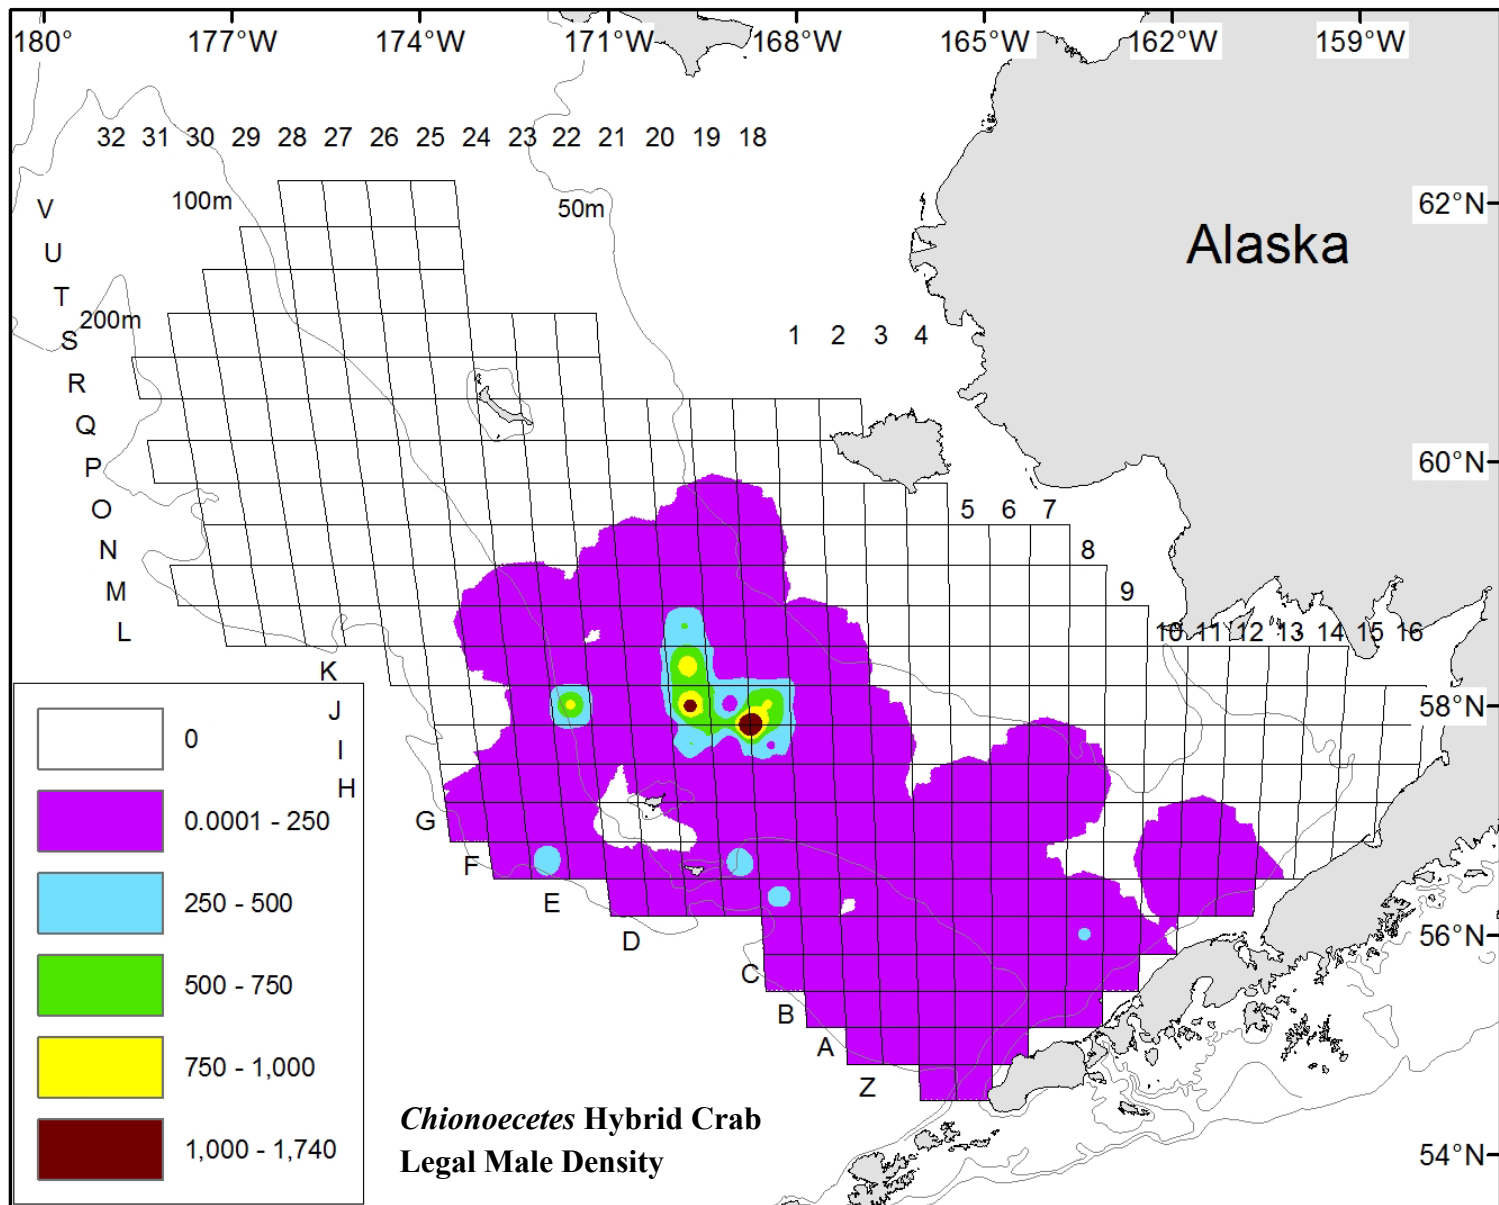 180° 177°W 174°W 171°W 168°W 165°W 162°W 159°W
32 31 30 29 28 27 26 25 24 23 22 21 20 19 18
V 100m 50m 62°N
U Alaska
T
200m 1 2 3 4
S
R
Q
P 60°N
O 5 6 7
N 8
M 9
L 10 11 12 13 14 15 16
K
J 58°N
I
H
0
0.0001 - 250
250 - 500
500 - 750
750 - 1,000
1,000 - 1,740
G
F
E
D 56°N
C
B
A
Z
Chionoecetes Hybrid Crab
Legal Male Density
54°N